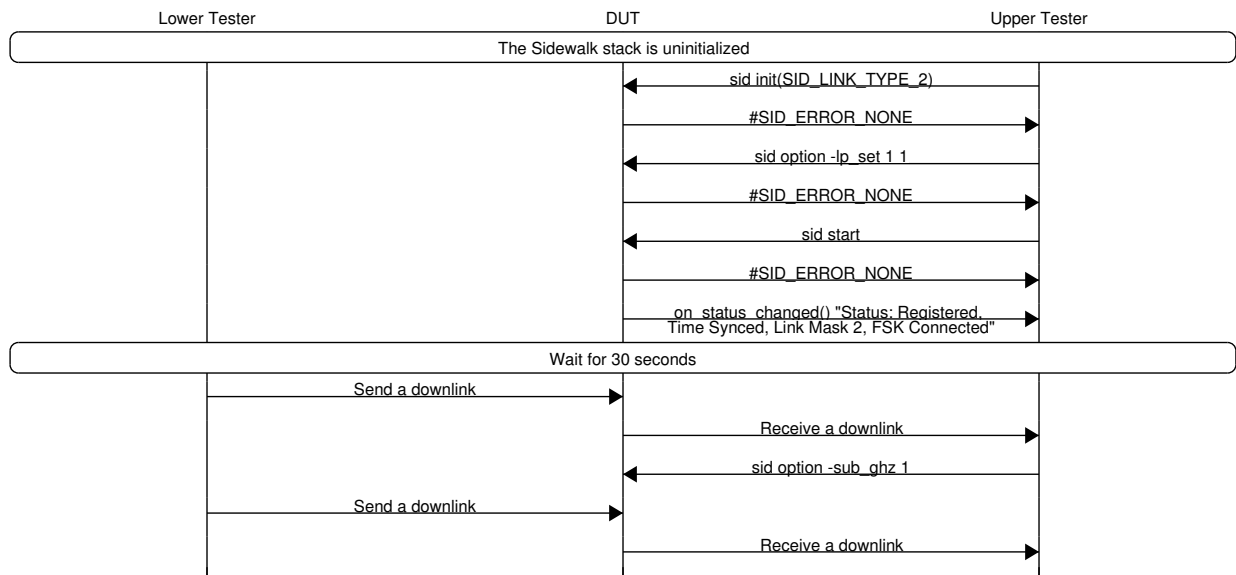 Lower Tester DUT Upper Tester
The Sidewalk stack is uninitialized
sid init(SID_LINK_TYPE_2)
#SID_ERROR_NONE
sid option -lp_set 1 1
#SID_ERROR_NONE
sid start
#SID_ERROR_NONE
on_status_changed() "Status: Registered,
Time Synced, Link Mask 2, FSK Connected"
Wait for 30 seconds
Send a downlink
Receive a downlink
sid option -sub_ghz 1
Send a downlink
Receive a downlink